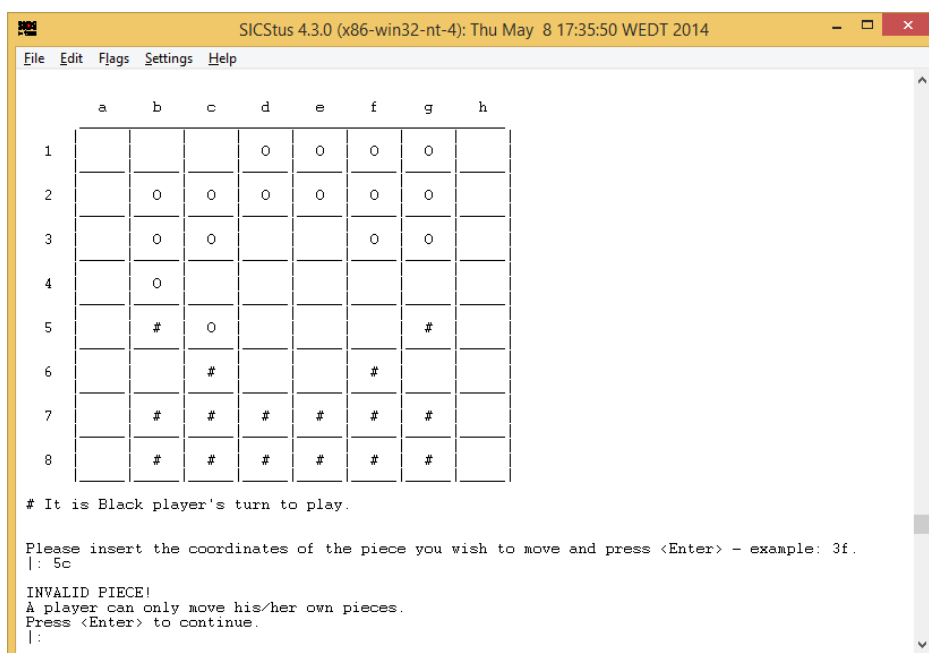 SICStus 4.3.0 (x86-win32-nt-4): Thu May 8 17:35:50 WEDT 2014
File Edit Flags Settings Help
a b c d e f g h
1 O O O O
2 O O O O O O
3 O O O O
4 O
5 # O #
6 # #
7 # # # # # #
8 # # # # # #
# It is Black player's turn to play.
Please insert the coordinates of the piece you wish to move and press <Enter> - example: 3f.
|: 5c
INVALID PIECE!
A player can only move his/her own pieces.
Press <Enter> to continue.
|: